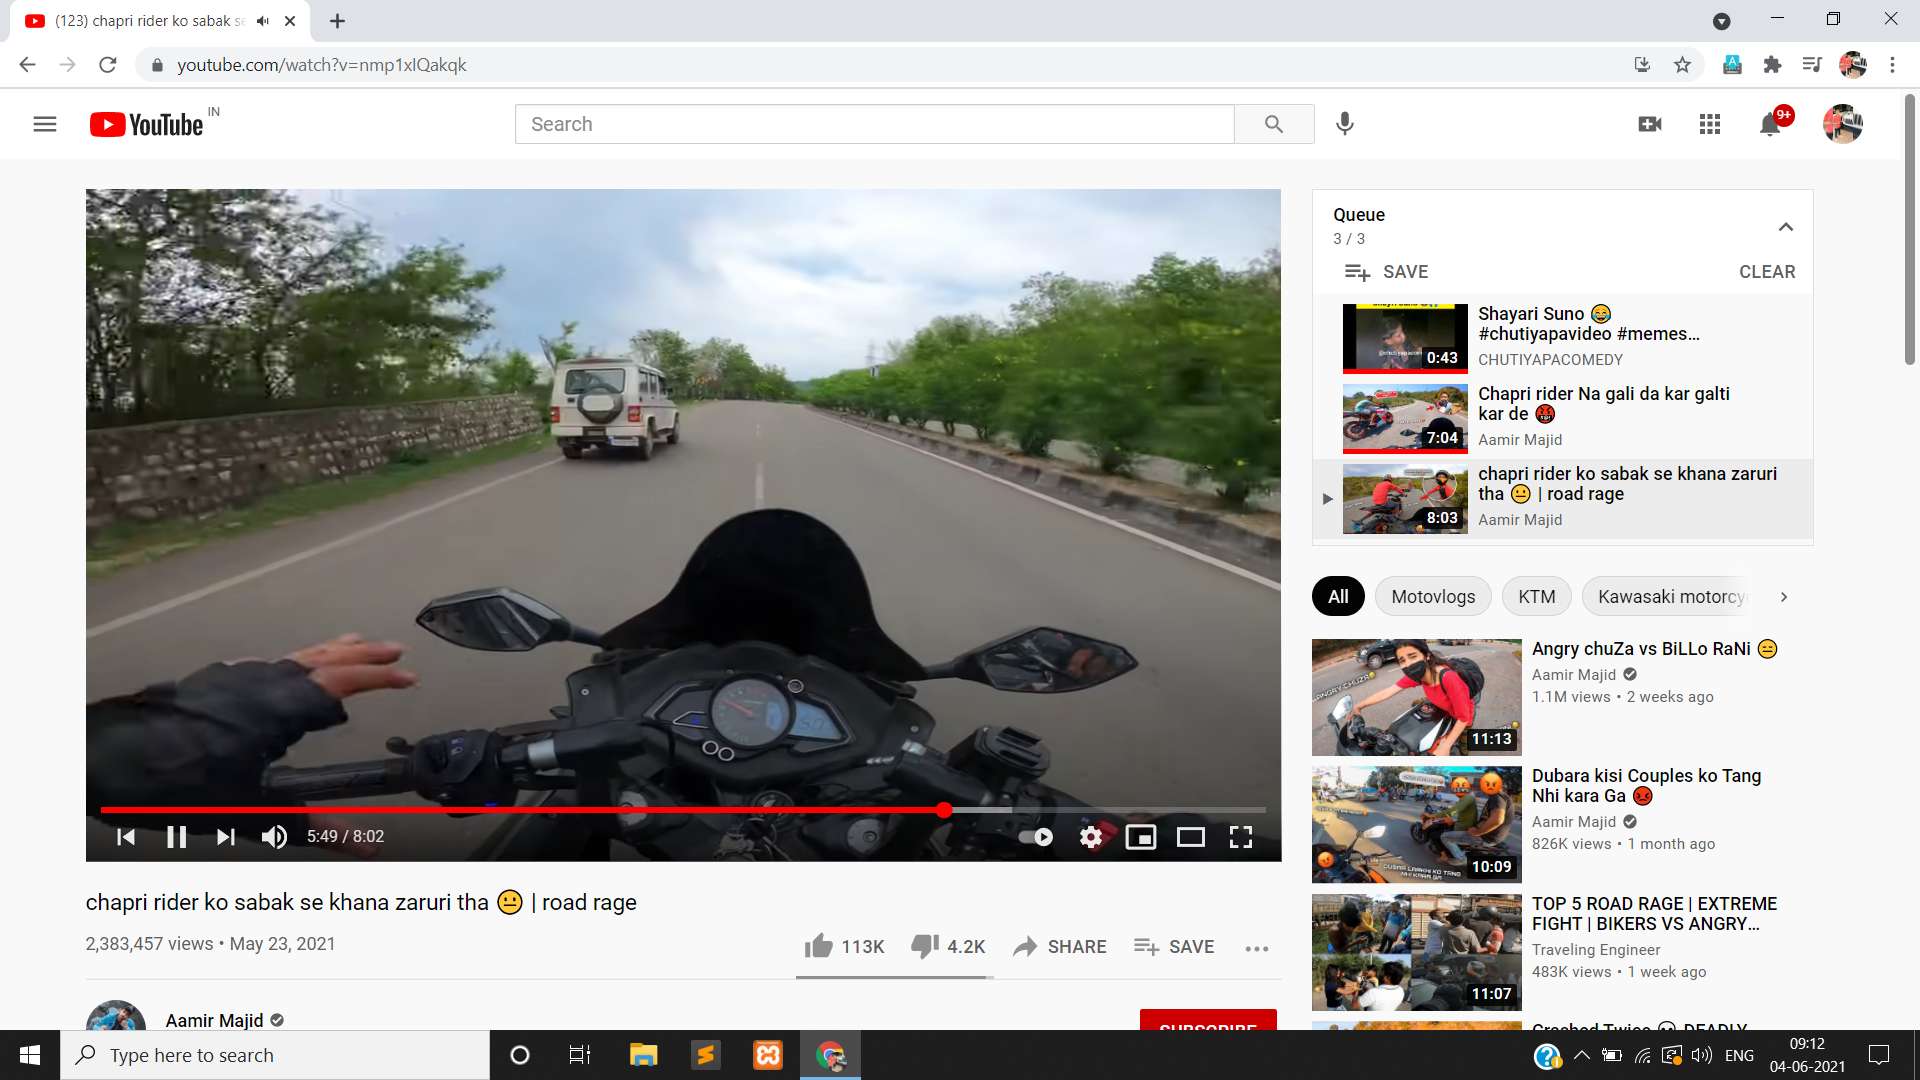 (123) chapri rider ko sabak se
youtube.com/watch?v=nmp1xIQakqk
YouTube IN
Search
9+
Queue
3 / 3
SAVE
CLEAR
Shayari Suno 😂
#chutiyapavideo #memes...
CHUTIYAPACOMEDY
0:43
Chapri rider Na gali da kar galti
kar de 🤬
Aamir Majid
7:04
chapri rider ko sabak se khana zaruri
tha 😐 | road rage
Aamir Majid
8:03
All
Motovlogs
KTM
Kawasaki motorcy
5:49 / 8:02
chapri rider ko sabak se khana zaruri tha 😐 | road rage
2,383,457 views • May 23, 2021
113K
4.2K
SHARE
SAVE
Aamir Majid
SUBSCRIBE
Angry chuZa vs BiLLo RaNi 😑
Aamir Majid
1.1M views • 2 weeks ago
ANGRY CHUZA
11:13
Dubara kisi Couples ko Tang
Nhi kara Ga 😡
Aamir Majid
826K views • 1 month ago
10:09
TOP 5 ROAD RAGE | EXTREME
FIGHT | BIKERS VS ANGRY...
Traveling Engineer
483K views • 1 week ago
11:07
Crashed Twice 💀 DEADLY
Type here to search
ENG
09:12
04-06-2021